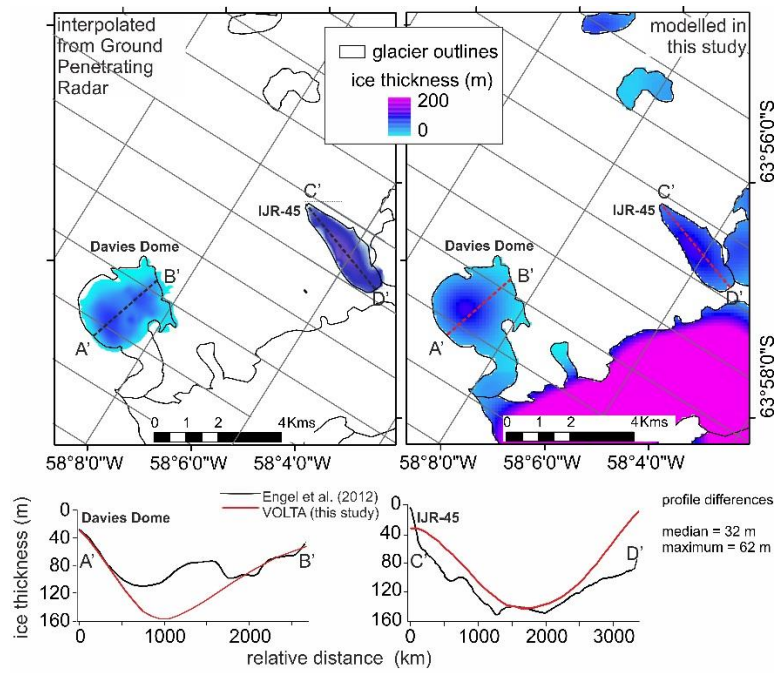 interpolated
from Ground
Penetrating
Radar
modelled in
this study
glacier outlines
ice thickness (m)
200
0
C'
IJR-45
Davies Dome
B'
D'
A'
0 1 2 4Kms
58°8'0"W 58°6'0"W 58°4'0"W
C'
IJR-45
Davies Dome
B'
D'
A'
0 1 2 4Kms
58°6'0"W 58°4'0"W
63°56'0"S
63°58'0"S
Engel et al. (2012)
VOLTA (this study)
Davies Dome
A'
B'
ice thickness (m)
0
40
80
120
160
0 1000 2000
IJR-45
C'
D'
0
40
80
120
160
0 1000 2000 3000
relative distance (km)
profile differences
median = 32 m
maximum = 62 m